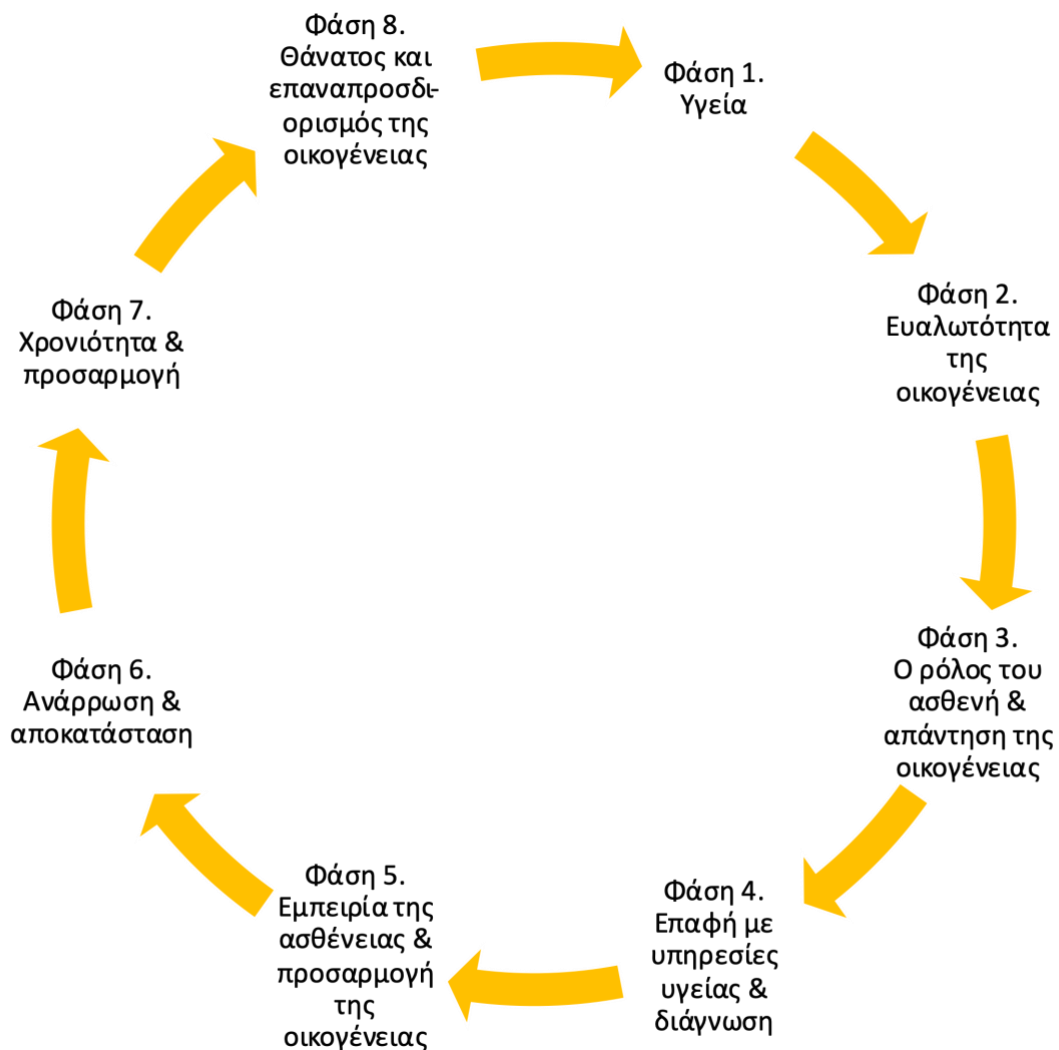 Φάση 1.
Υγεία
Φάση 2.
Ευαλωτότητα
της
οικογένειας
Φάση 3.
Ο ρόλος του
ασθενή &
απάντηση της
οικογένειας
Φάση 4.
Επαφή με
υπηρεσίες
υγείας &
διάγνωση
Φάση 5.
Εμπειρία της
ασθένειας &
προσαρμογή
της
οικογένειας
Φάση 6.
Ανάρρωση &
αποκατάσταση
Φάση 7.
Χρονιότητα &
προσαρμογή
Φάση 8.
Θάνατος και
επαναπροσδι-
ορισμός της
οικογένειας